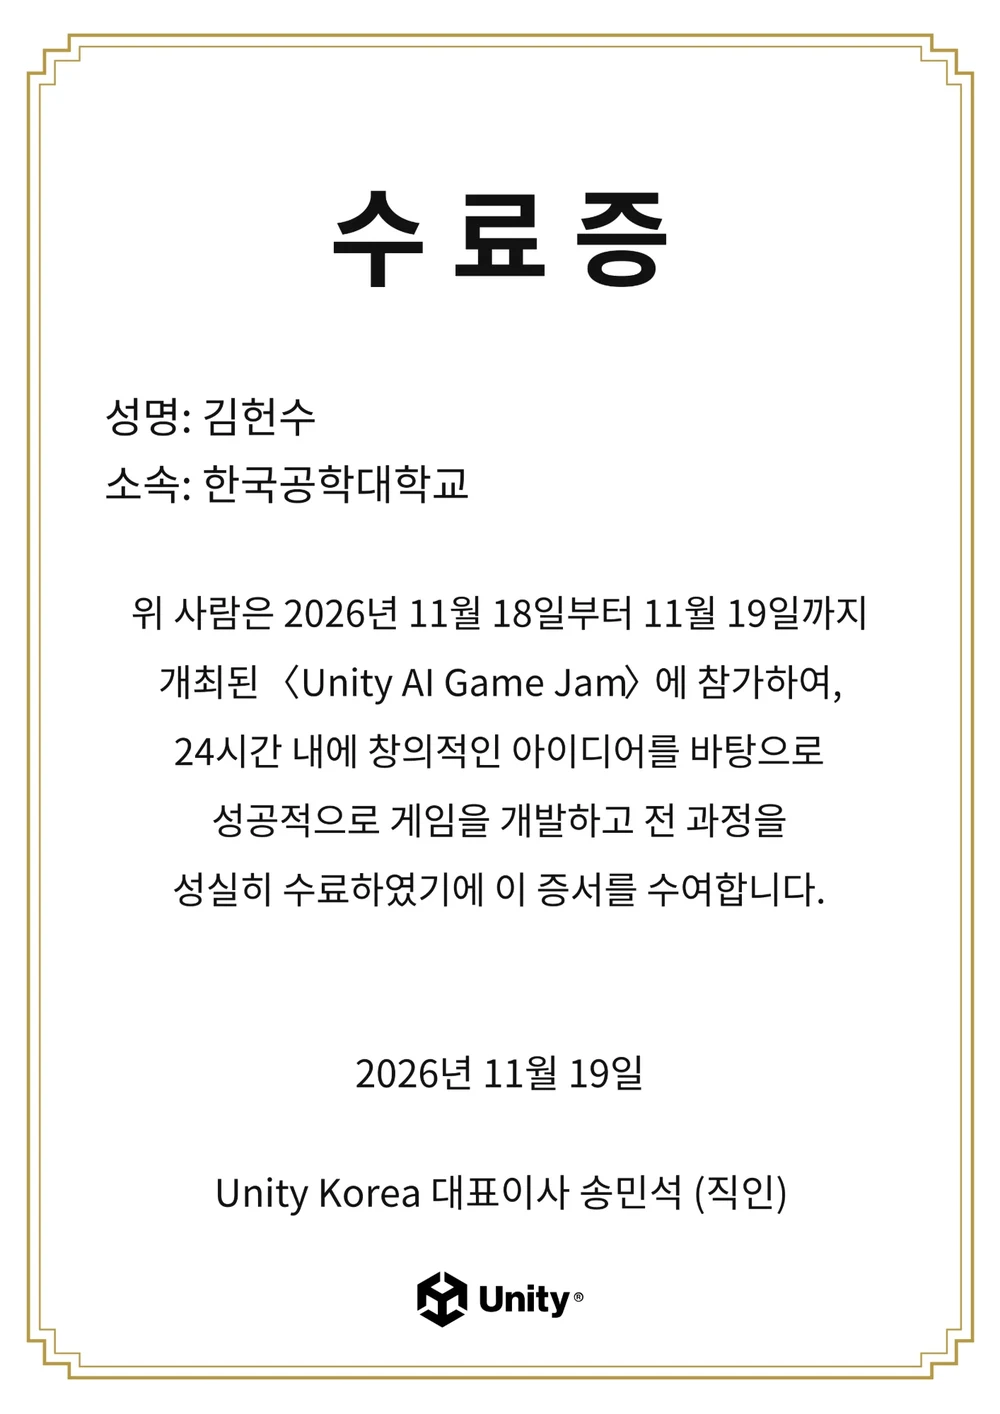 수료증
성명: 김헌수
소속: 한국공학대학교
위 사람은 2026년 11월 18일부터 11월 19일까지
개최된 〈Unity AI Game Jam〉에 참가하여,
24시간 내에 창의적인 아이디어를 바탕으로
성공적으로 게임을 개발하고 전 과정을
성실히 수료하였기에 이 증서를 수여합니다.
2026년 11월 19일
Unity Korea 대표이사 송민석 (직인)
Unity®